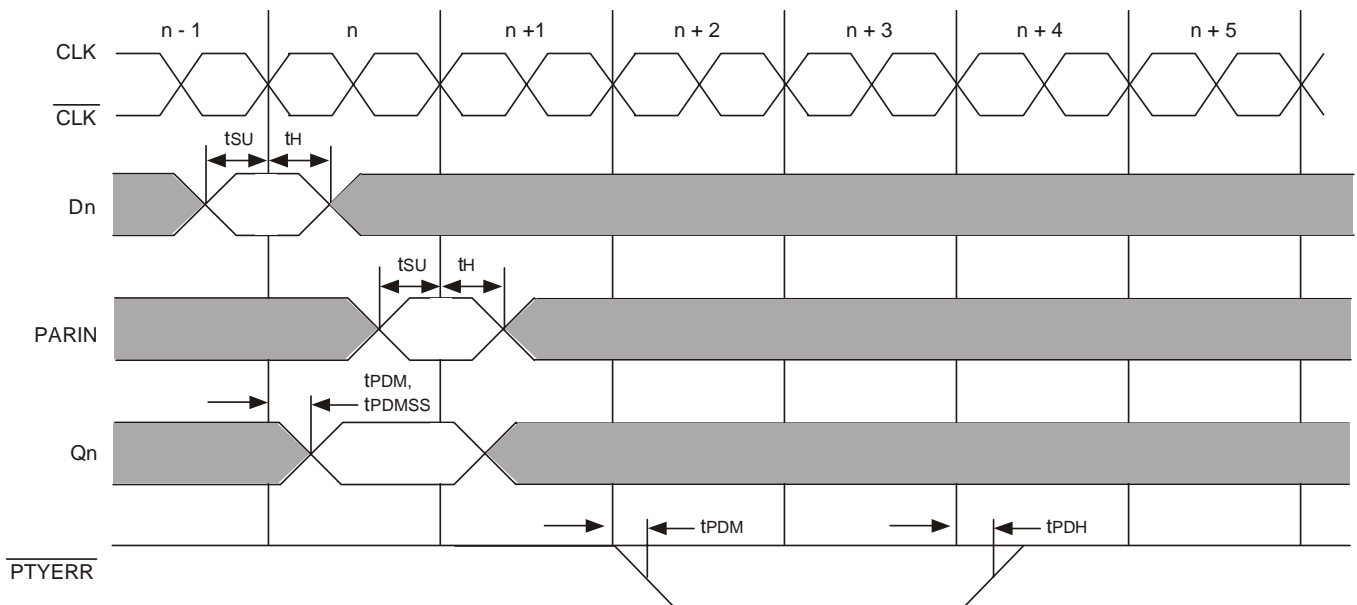 n - 1 n n +1 n + 2 n + 3 n + 4 n + 5
CLK
CLK
tSU tH
Dn
tSU tH
PARIN
tPDM,
tPDMSS
Qn
tPDM tPDH
PTYERR